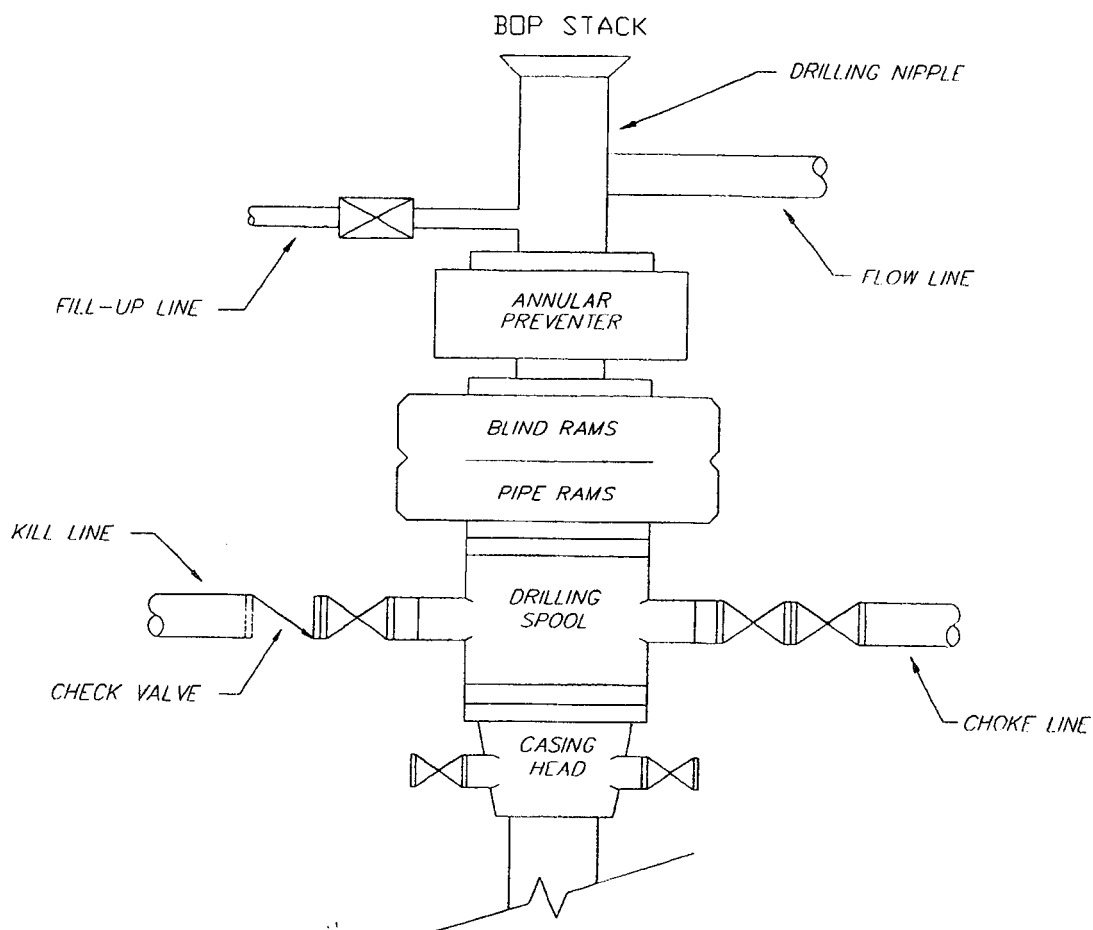 BOP STACK
DRILLING NIPPLE
FLOW LINE
FILL-UP LINE
ANNULAR
PREVENTER
BLIND RAMS
PIPE RAMS
KILL LINE
DRILLING
SPOOL
CHECK VALVE
CHOKE LINE
CASING
HEAD